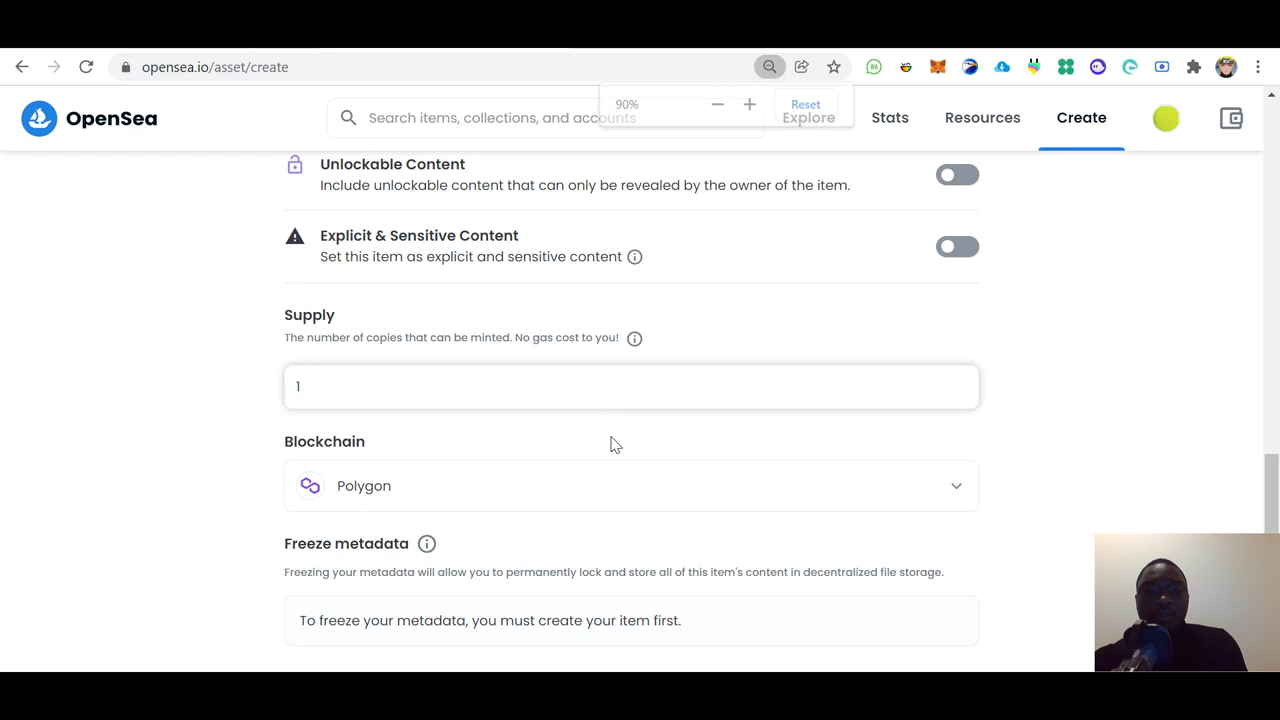 opensea.io/asset/create
90%
Reset
OpenSea
Search items, collections, and accounts
Explore
Stats
Resources
Create
Unlockable Content
Include unlockable content that can only be revealed by the owner of the item.
Explicit & Sensitive Content
Set this item as explicit and sensitive content
Supply
The number of copies that can be minted. No gas cost to you!
1
Blockchain
Polygon
Freeze metadata
Freezing your metadata will allow you to permanently lock and store all of this item's content in decentralized file storage.
To freeze your metadata, you must create your item first.